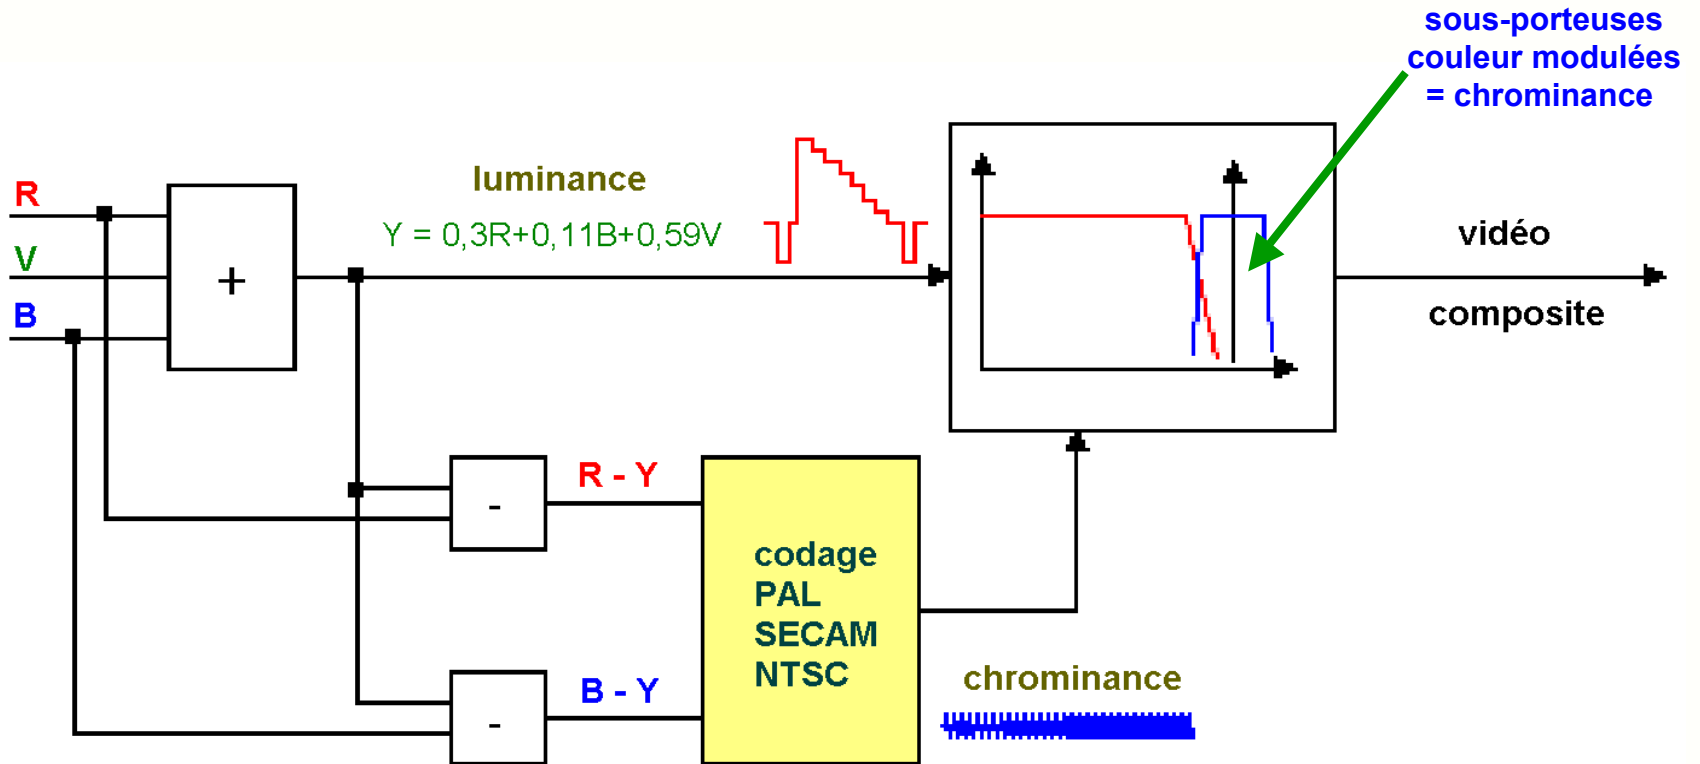 sous-porteuses
couleur modulées
= chrominance
luminance
Y = 0,3R+0,11B+0,59V
R
V
B
+
vidéo
composite
R - Y
-
codage
PAL
SECAM
NTSC
B - Y
-
chrominance